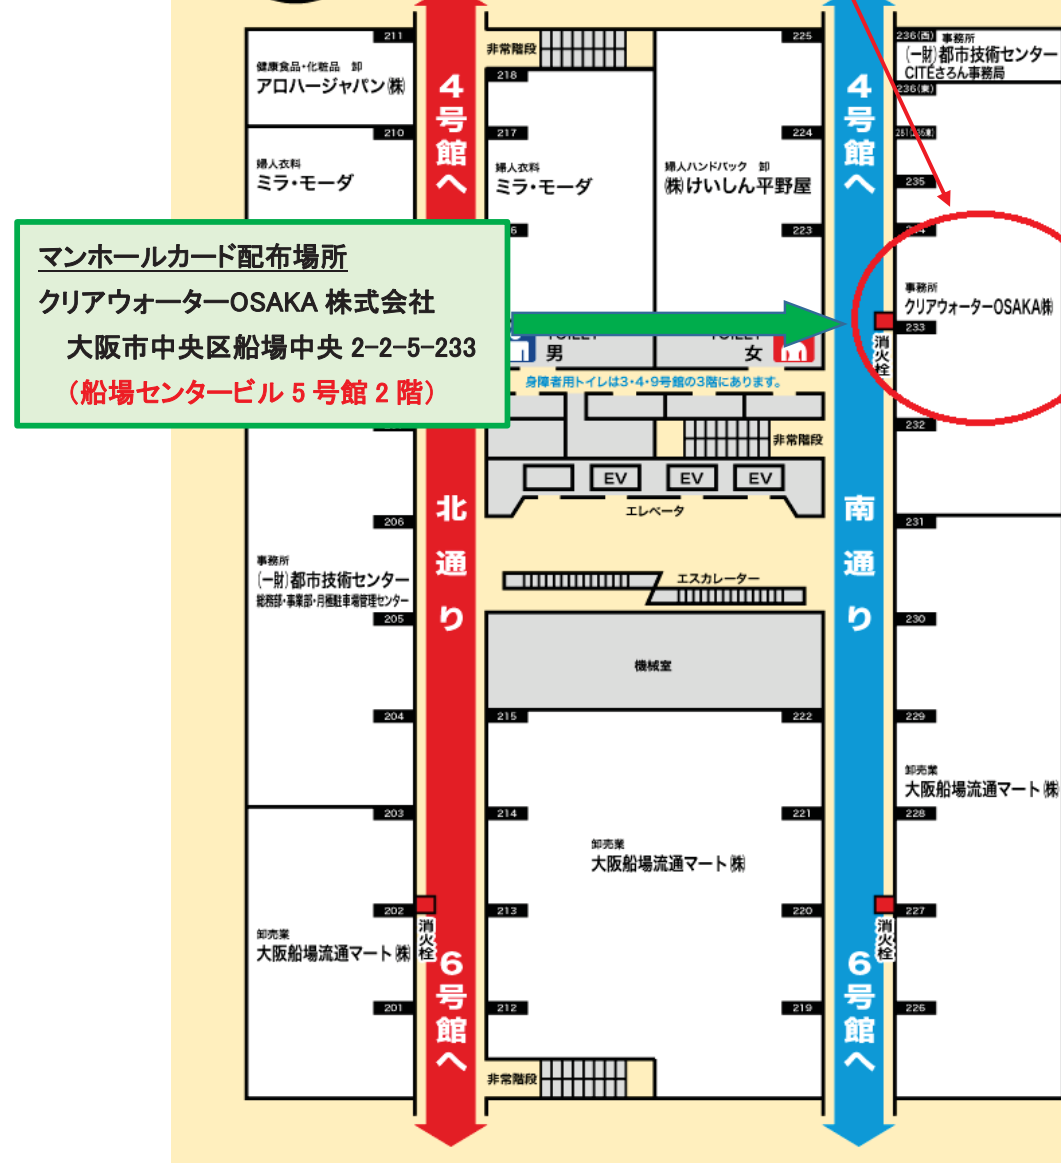 211
健康食品・化粧品 卸
アロハージャパン㈱
210
婦人衣料
ミラ・モーダ
マンホールカード配布場所
クリアウォーターOSAKA 株式会社
大阪市中央区船場中央 2-2-5-233
（船場センタービル 5 号館 2 階）
206
事務所
(一財)都市技術センター
総務部・事業部・月極駐車場管理センター
205
204
203
202
卸売業
大阪船場流通マート㈱
201
4号館へ
北通り
消火栓
6号館へ
非常階段
218
217
婦人衣料
ミラ・モーダ
225
224
婦人ハンドバック 卸
㈱けいしん平野屋
223
男
女
身障者用トイレは3・4・9号館の3階にあります。
非常階段
EV
EV
EV
エレベータ
エスカレーター
機械室
215
222
214
221
卸売業
大阪船場流通マート㈱
213
220
212
219
非常階段
4号館へ
南通り
消火栓
消火栓
6号館へ
236(西) 事務所
(一財)都市技術センター
CITEさろん事務局
236(東)
235
事務所
クリアウォーターOSAKA㈱
233
232
231
230
229
卸売業
大阪船場流通マート㈱
228
227
226